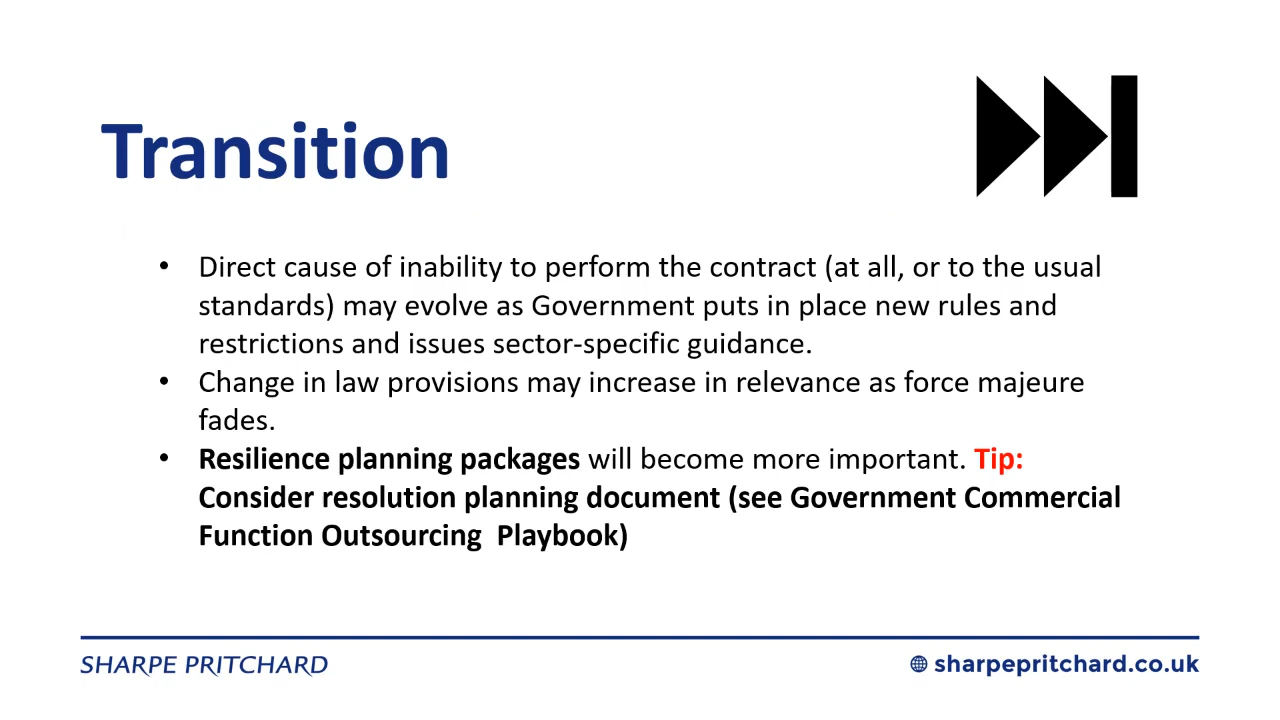 Transition
• Direct cause of inability to perform the contract (at all, or to the usual
standards) may evolve as Government puts in place new rules and
restrictions and issues sector-specific guidance.
• Change in law provisions may increase in relevance as force majeure
fades.
• Resilience planning packages will become more important. Tip:
Consider resolution planning document (see Government Commercial
Function Outsourcing  Playbook)
SHARPE PRITCHARD
sharpepritchard.co.uk